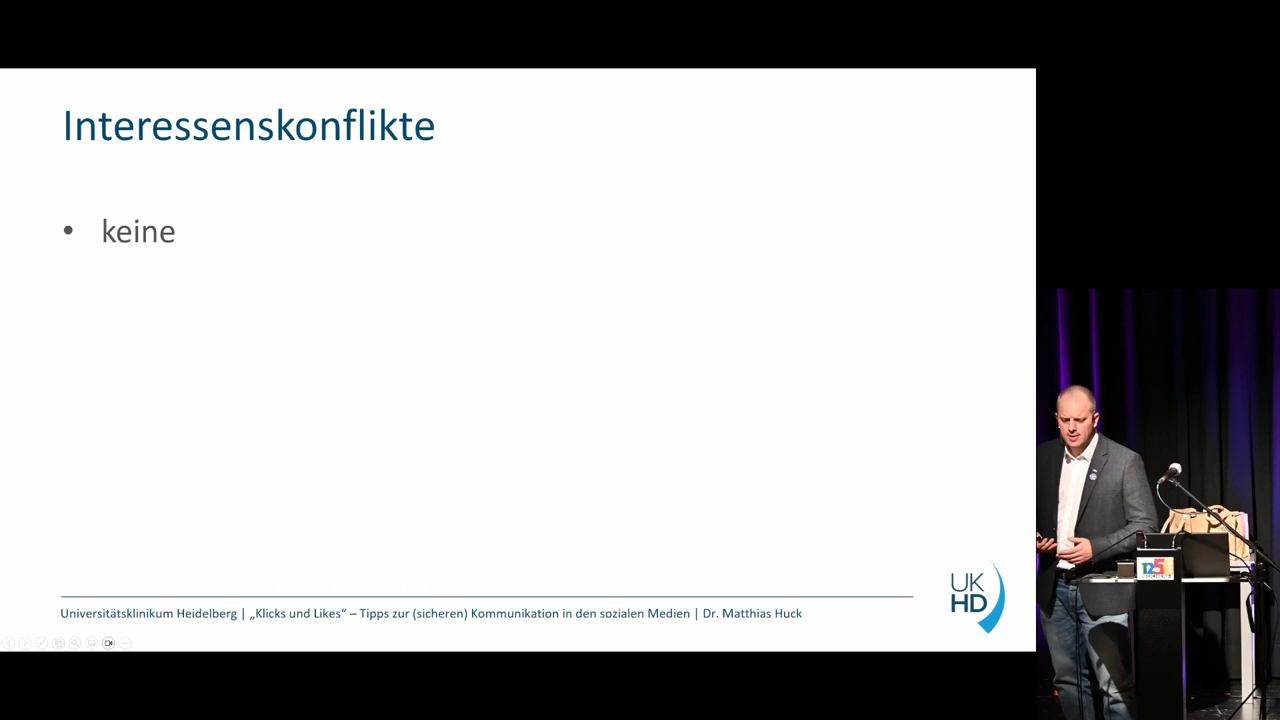 Interessenskonflikte
• keine
UK
HD
Universitätsklinikum Heidelberg | „Klicks und Likes“ – Tipps zur (sicheren) Kommunikation in den sozialen Medien | Dr. Matthias Huck
125